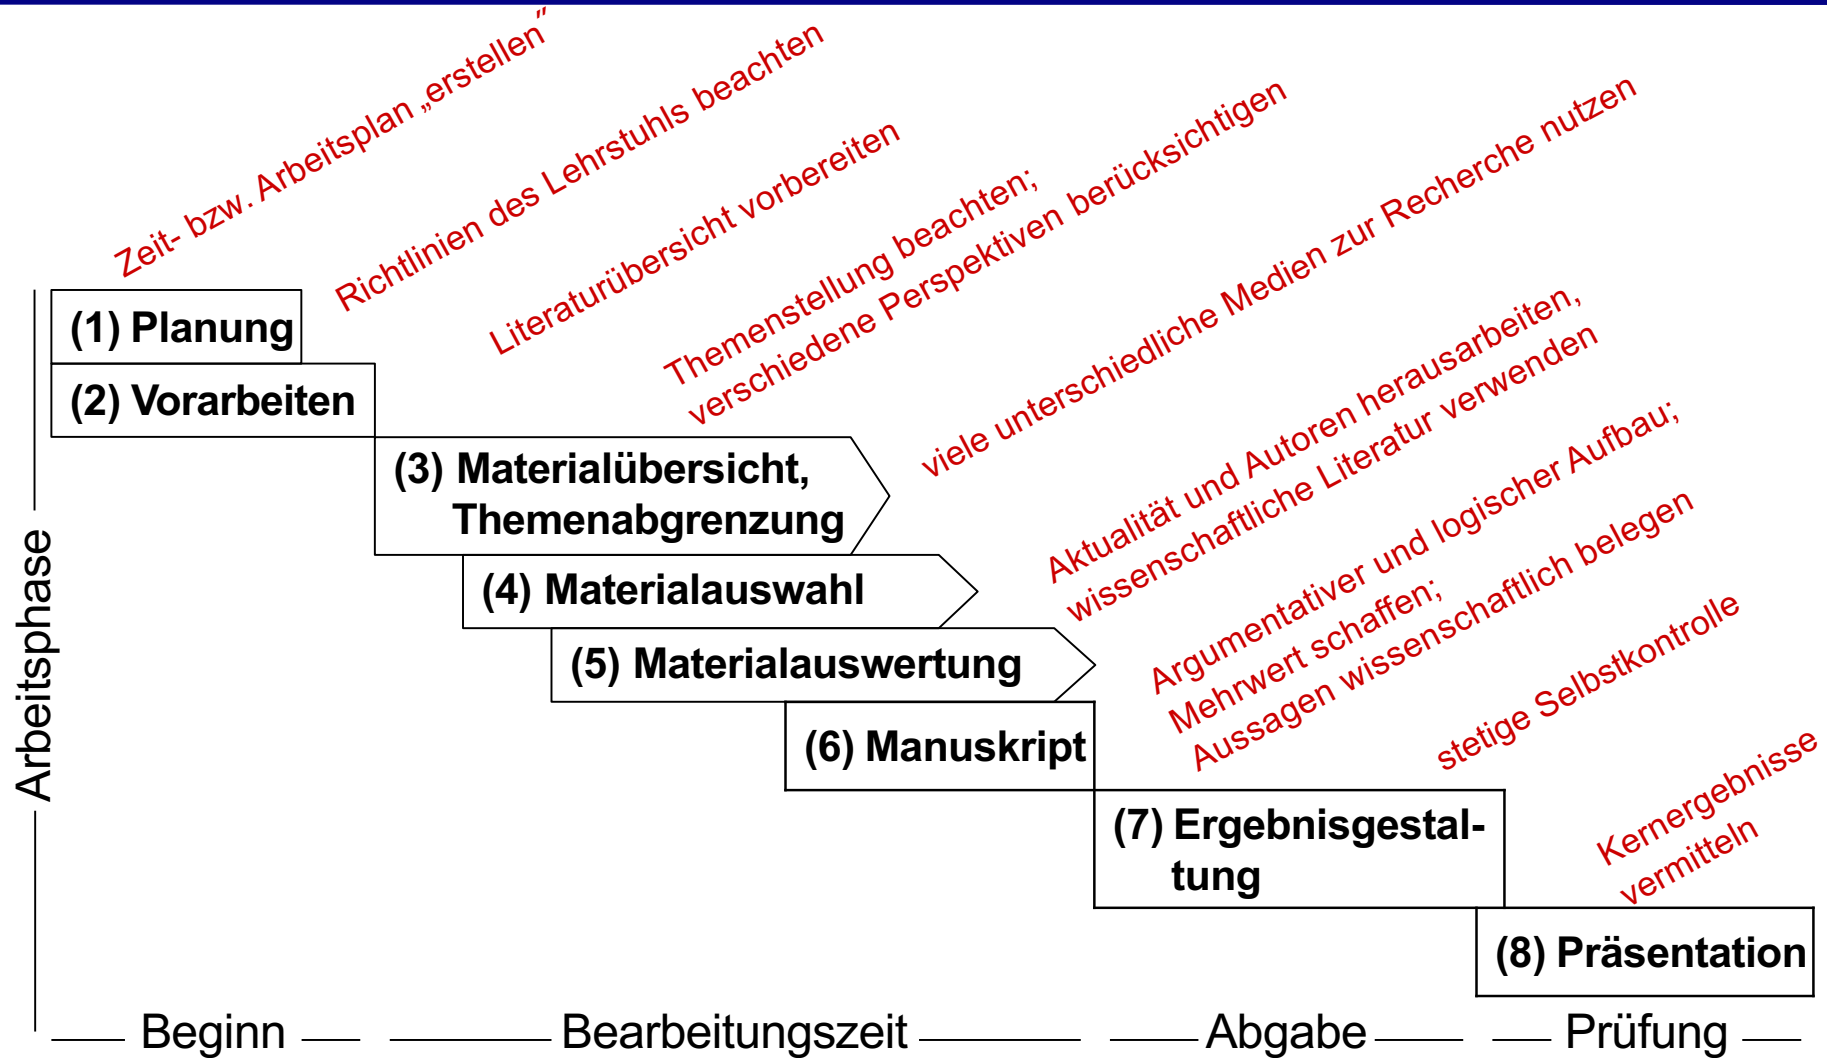 Zeit- bzw. Arbeitsplan „erstellen“
Richtlinien des Lehrstuhls beachten
Literaturübersicht vorbereiten
Themenstellung beachten;
verschiedene Perspektiven berücksichtigen
viele unterschiedliche Medien zur Recherche nutzen
Aktualität und Autoren herausarbeiten,
wissenschaftliche Literatur verwenden
Argumentativer und logischer Aufbau;
Mehrwert schaffen;
Aussagen wissenschaftlich belegen
stetige Selbstkontrolle
Kernergebnisse
vermitteln
Arbeitsphase
(1) Planung
(2) Vorarbeiten
(3) Materialübersicht,
Themenabgrenzung
(4) Materialauswahl
(5) Materialauswertung
(6) Manuskript
(7) Ergebnisgestal-
tung
(8) Präsentation
Beginn
Bearbeitungszeit
Abgabe
Prüfung